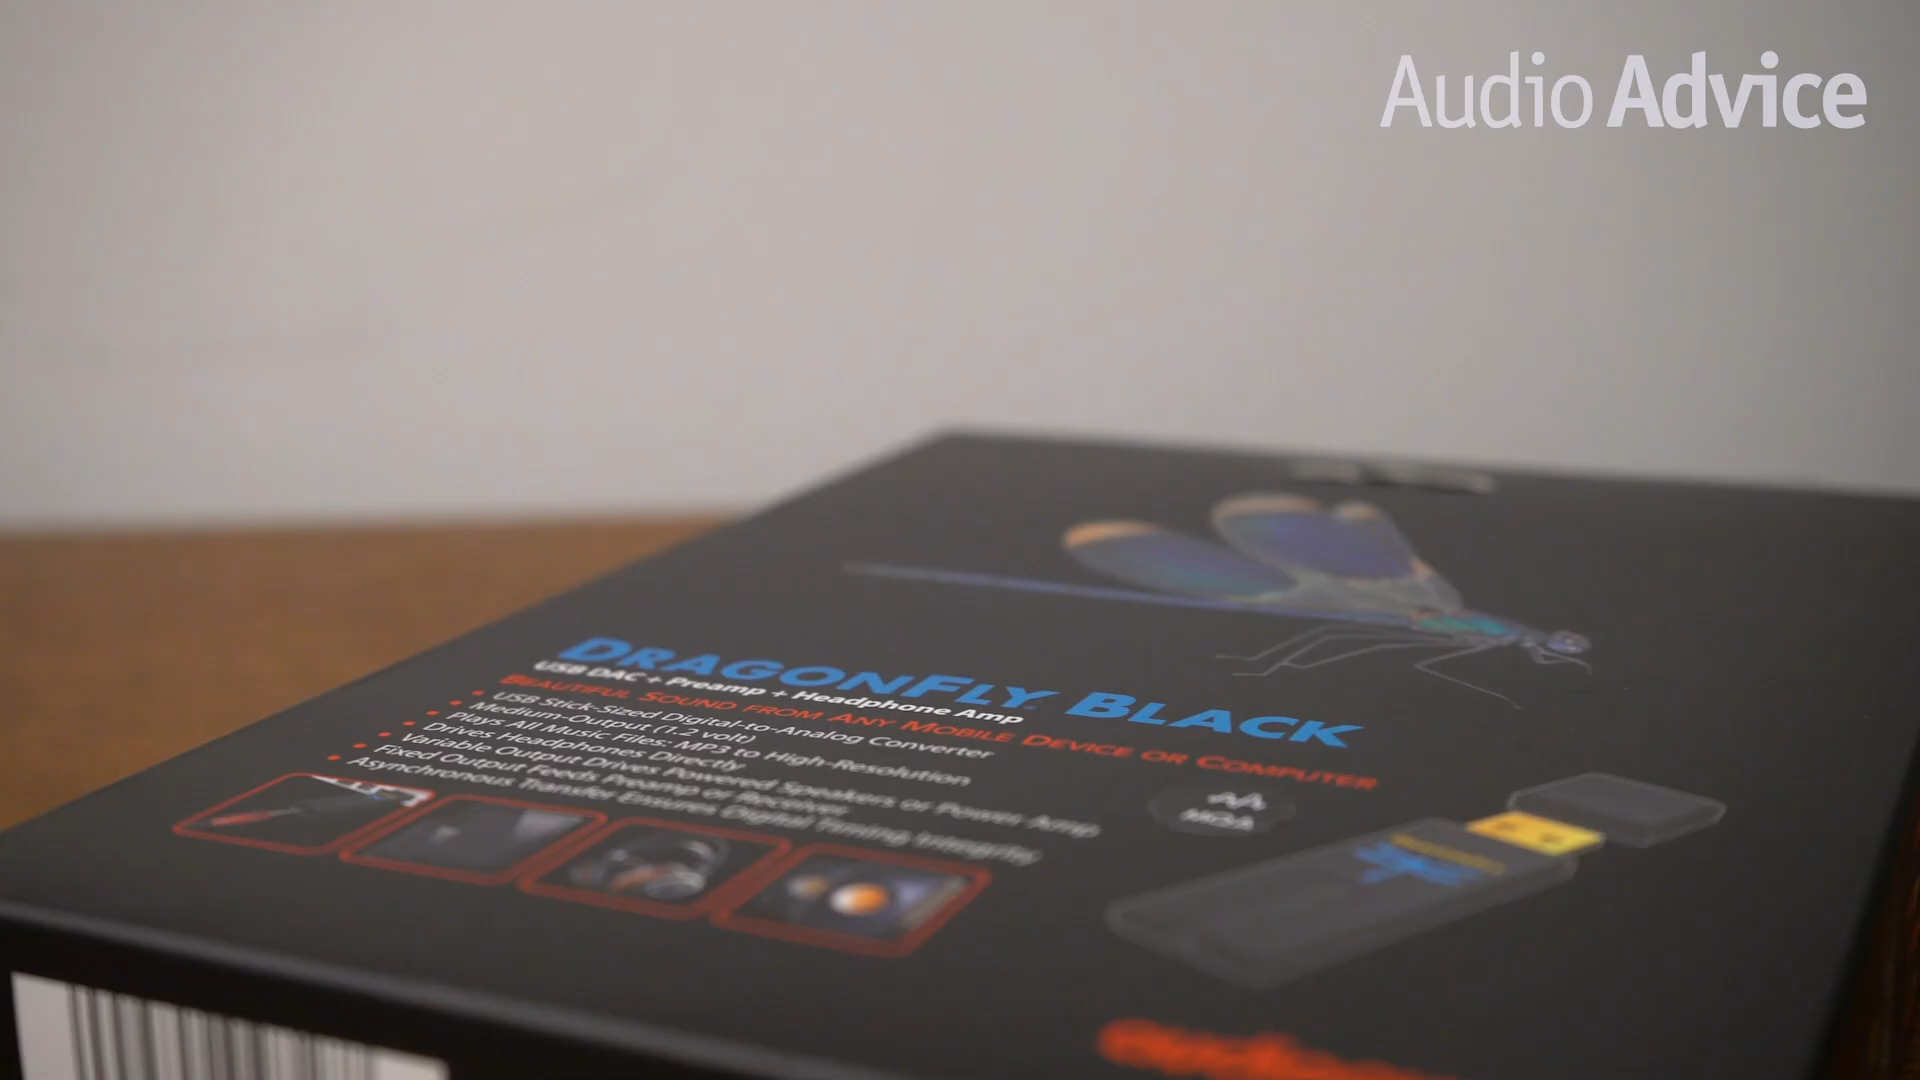 Audio Advice
DRAGONFLY BLACK
USB DAC + Preamp + Headphone Amp
BEAUTIFUL SOUND FROM ANY MOBILE DEVICE OR COMPUTER
• USB Stick-Sized Digital-to-Analog Converter
• Medium-Output (1.2 volt)
• Plays All Music Files: MP3 to High-Resolution
• Drives Headphones Directly
• Variable Output Drives Powered Speakers or Power Amp
• Fixed Output Feeds Preamp or Receiver
• Asynchronous Transfer Ensures Digital Timing Integrity
MQA